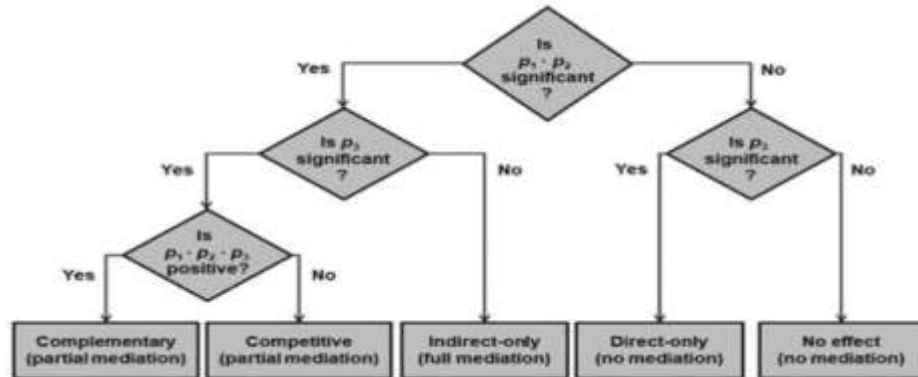 Is
p₁ · p₂
significant
?
Yes
No
Is p₃
significant
?
Is p₃
significant
?
Yes
No
Yes
No
Is
p₁ · p₂ · p₃
positive?
Yes
No
Complementary
(partial mediation)
Competitive
(partial mediation)
Indirect-only
(full mediation)
Direct-only
(no mediation)
No effect
(no mediation)